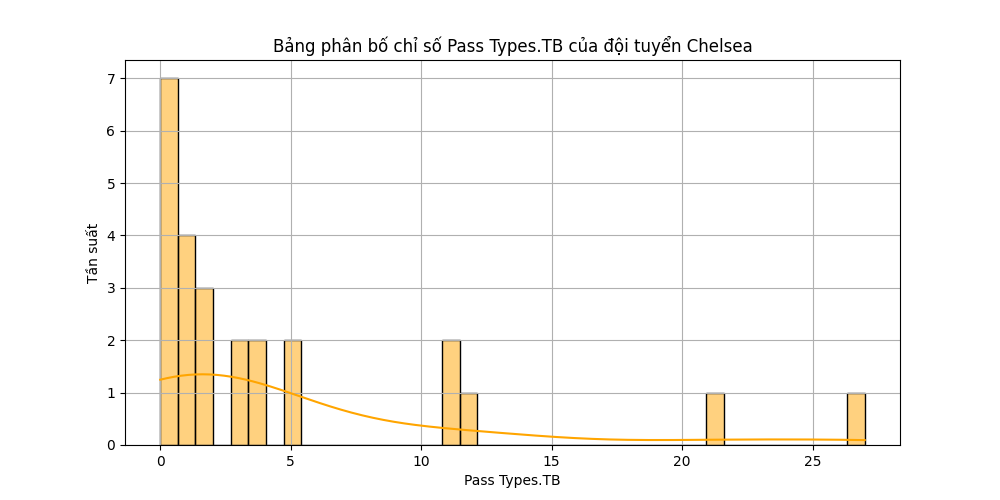 Bảng phân bố chỉ số Pass Types.TB của đội tuyển Chelsea
7
6
5
4
3
2
1
0
Tần suất
0 5 10 15 20 25
Pass Types.TB